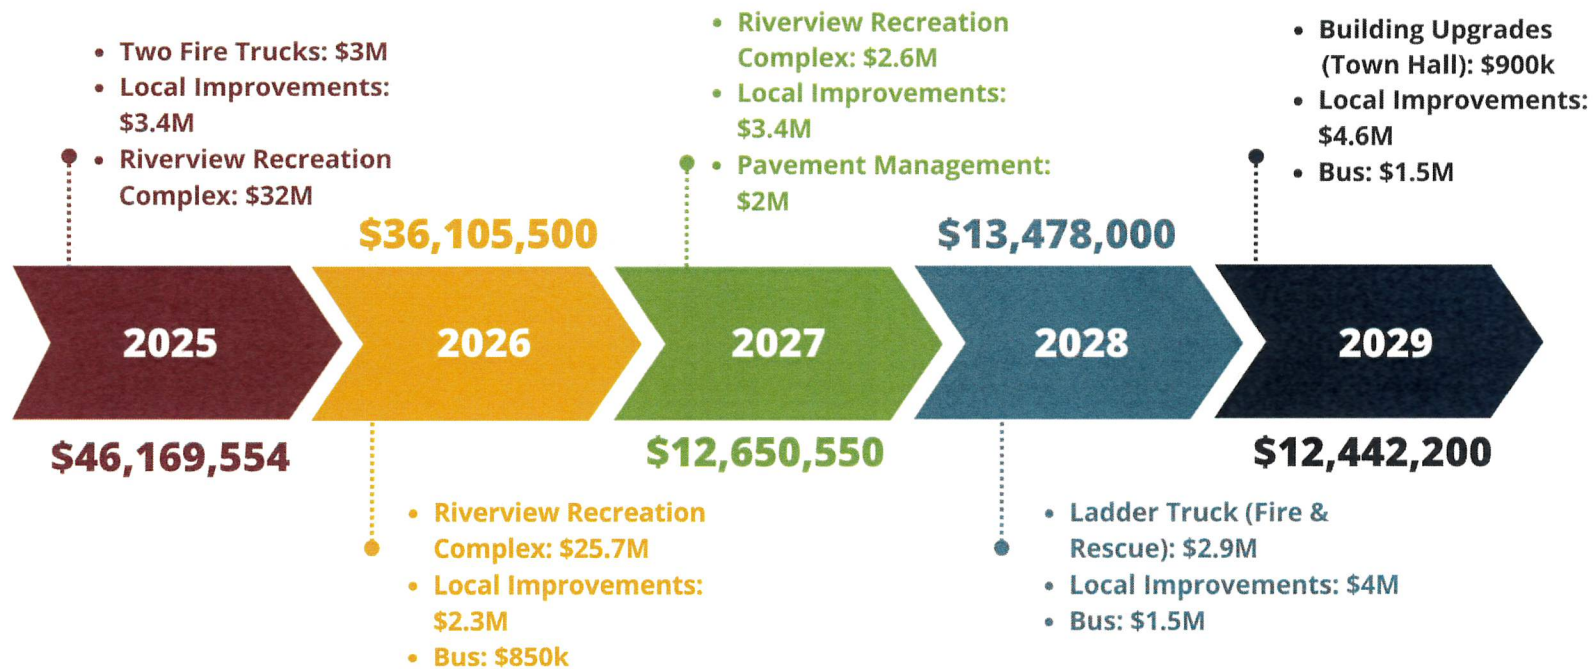 • Two Fire Trucks: $3M
• Local Improvements:
$3.4M
• Riverview Recreation
Complex: $32M
• Riverview Recreation
Complex: $2.6M
• Local Improvements:
$3.4M
• Pavement Management:
$2M
• Building Upgrades
(Town Hall): $900k
• Local Improvements:
$4.6M
• Bus: $1.5M
$36,105,500
$13,478,000
2025
2026
2027
2028
2029
$46,169,554
$12,650,550
$12,442,200
• Riverview Recreation
Complex: $25.7M
• Local Improvements:
$2.3M
• Bus: $850k
• Ladder Truck (Fire &
Rescue): $2.9M
• Local Improvements: $4M
• Bus: $1.5M